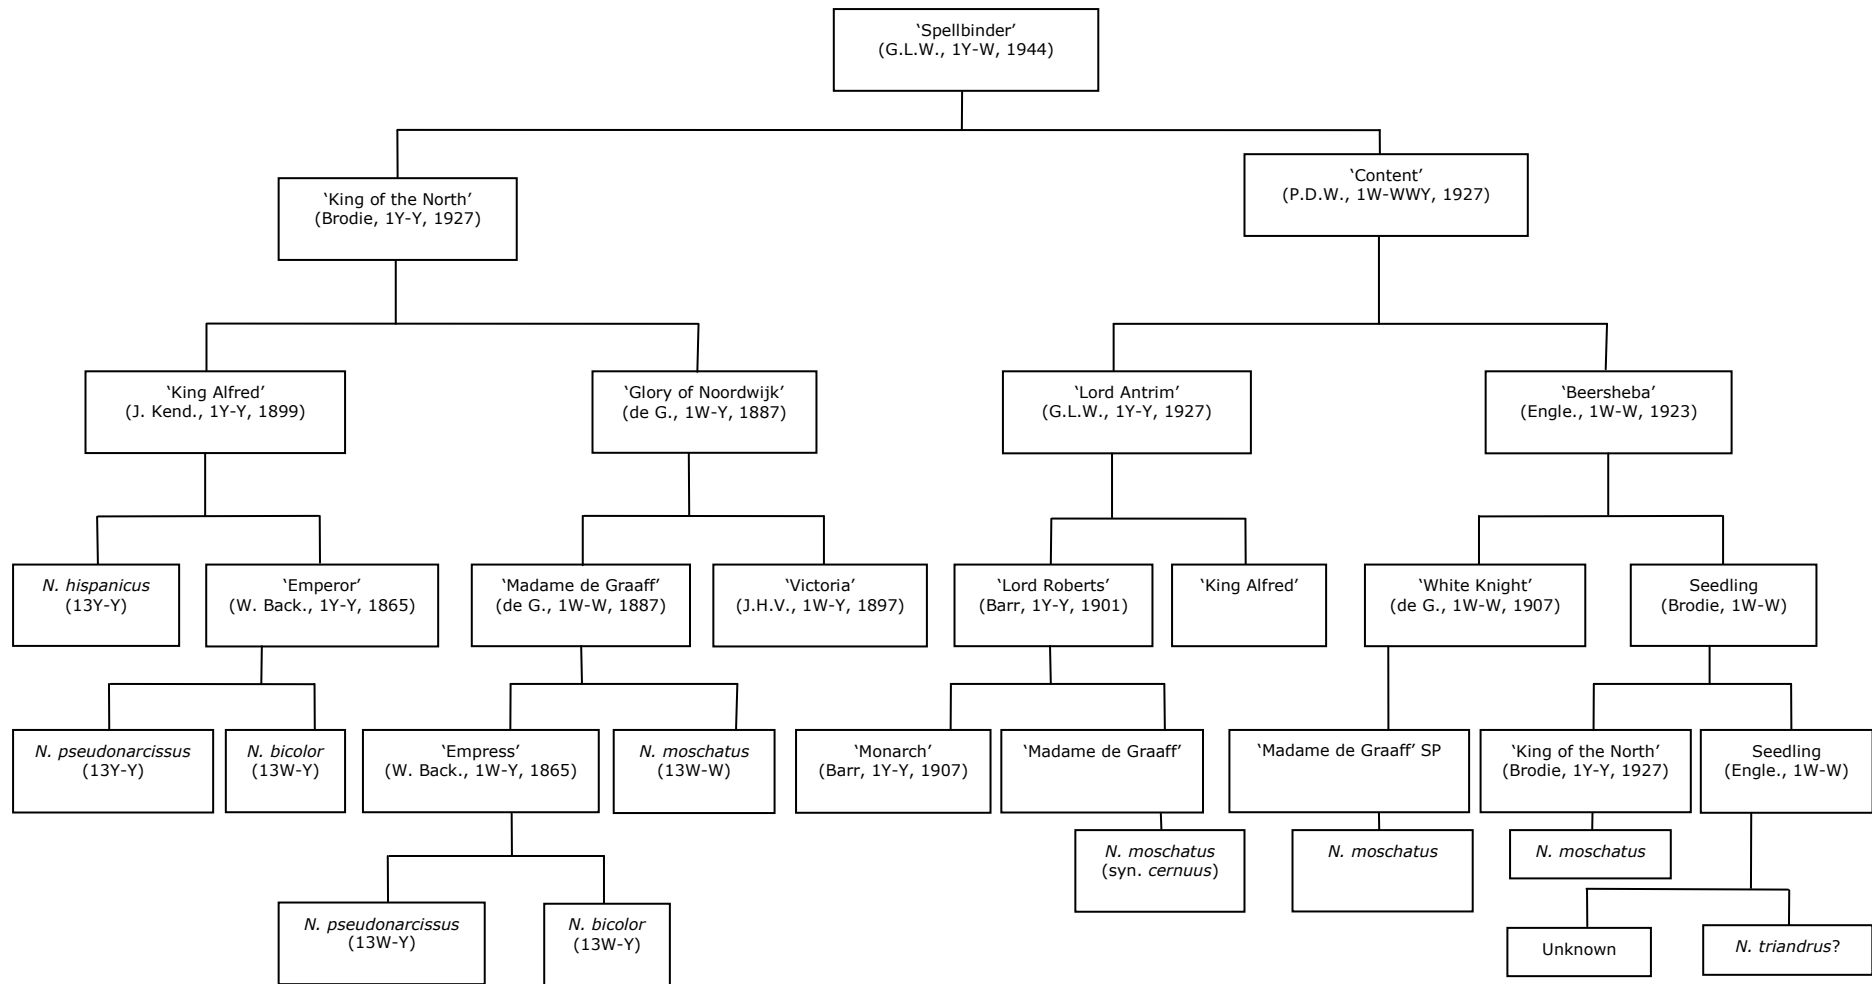 ‘Spellbinder’
(G.L.W., 1Y-W, 1944)
‘King of the North’
(Brodie, 1Y-Y, 1927)
‘Content’
(P.D.W., 1W-WWY, 1927)
‘King Alfred’
(J. Kend., 1Y-Y, 1899)
‘Glory of Noordwijk’
(de G., 1W-Y, 1887)
‘Lord Antrim’
(G.L.W., 1Y-Y, 1927)
‘Beersheba’
(Engle., 1W-W, 1923)
N. hispanicus
(13Y-Y)
‘Emperor’
(W. Back., 1Y-Y, 1865)
‘Madame de Graaff’
(de G., 1W-W, 1887)
‘Victoria’
(J.H.V., 1W-Y, 1897)
‘Lord Roberts’
(Barr, 1Y-Y, 1901)
‘King Alfred’
‘White Knight’
(de G., 1W-W, 1907)
Seedling
(Brodie, 1W-W)
N. pseudonarcissus
(13Y-Y)
N. bicolor
(13W-Y)
‘Empress’
(W. Back., 1W-Y, 1865)
N. moschatus
(13W-W)
‘Monarch’
(Barr, 1Y-Y, 1907)
‘Madame de Graaff’
‘Madame de Graaff’ SP
‘King of the North’
(Brodie, 1Y-Y, 1927)
Seedling
(Engle., 1W-W)
N. moschatus
(syn. cernuus)
N. moschatus
N. moschatus
N. pseudonarcissus
(13W-Y)
N. bicolor
(13W-Y)
Unknown
N. triandrus?